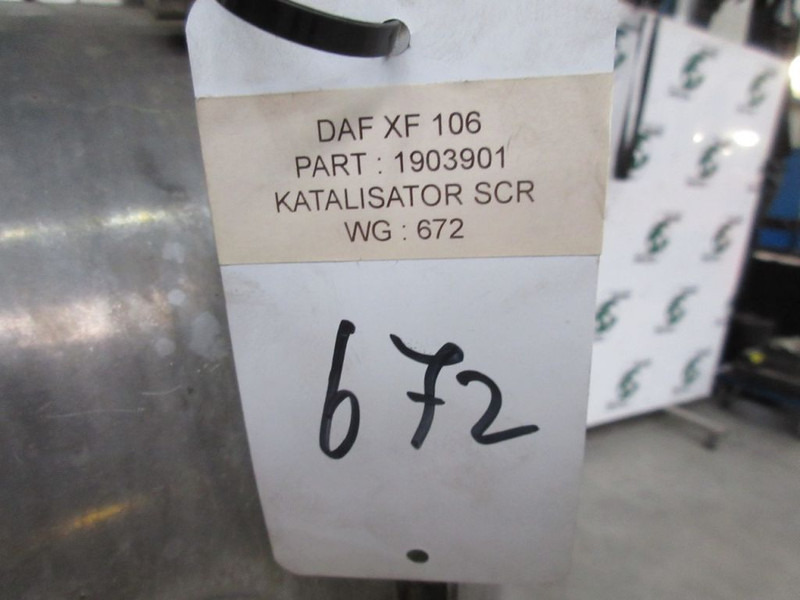 DAF XF 106
PART : 1903901
KATALISATOR SCR
WG : 672
672